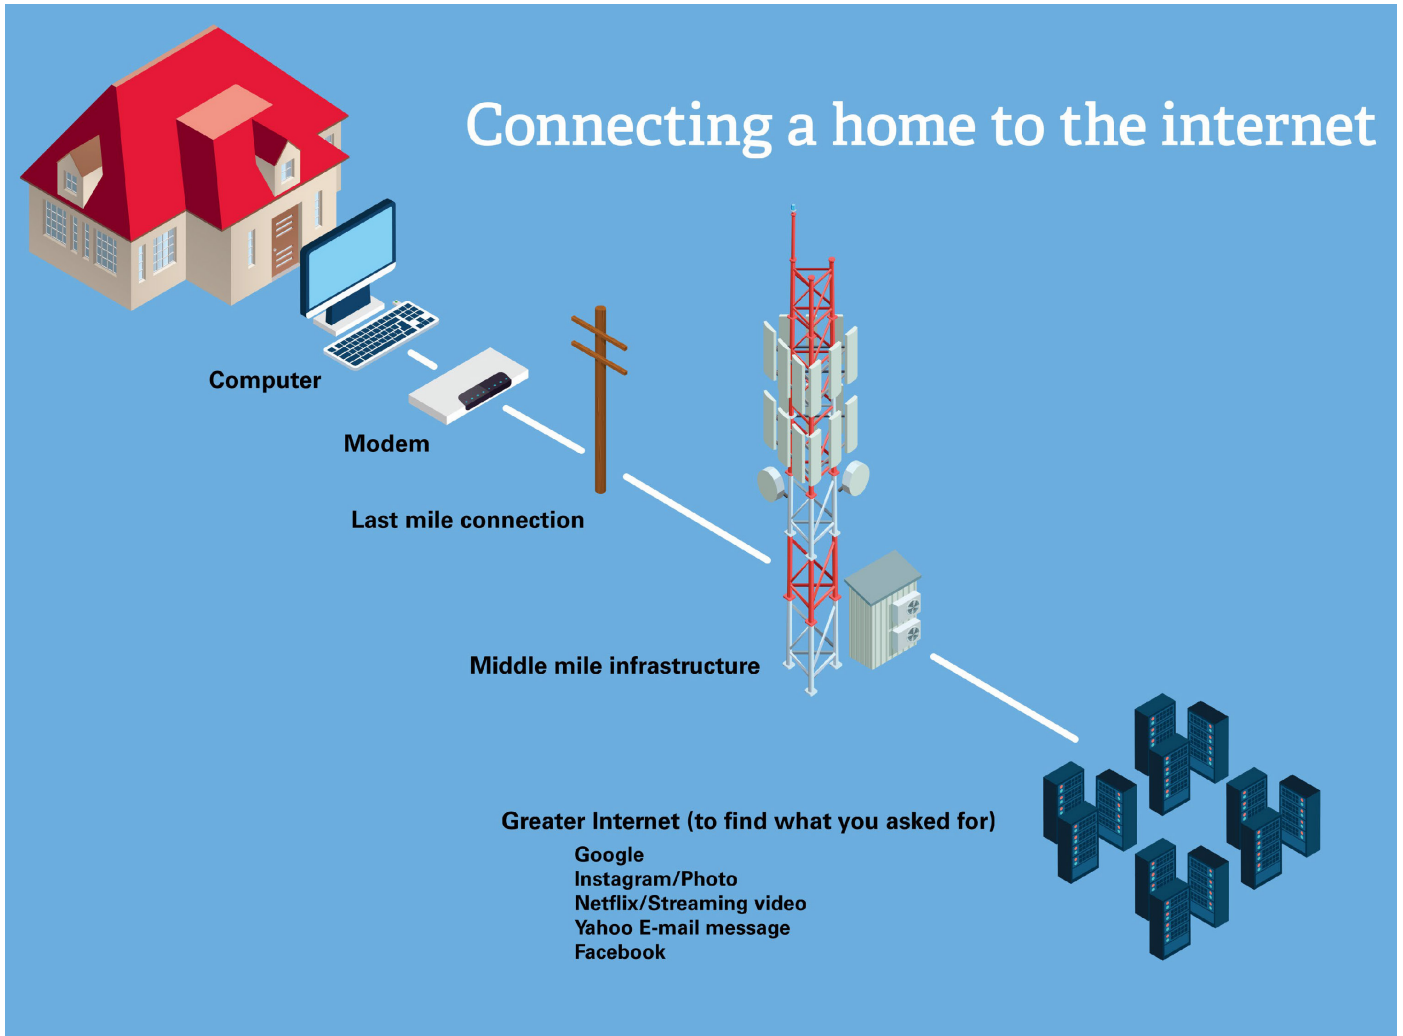 Connecting a home to the internet
Computer
Modem
Last mile connection
Middle mile infrastructure
Greater Internet (to find what you asked for)
Google
Instagram/Photo
Netflix/Streaming video
Yahoo E-mail message
Facebook